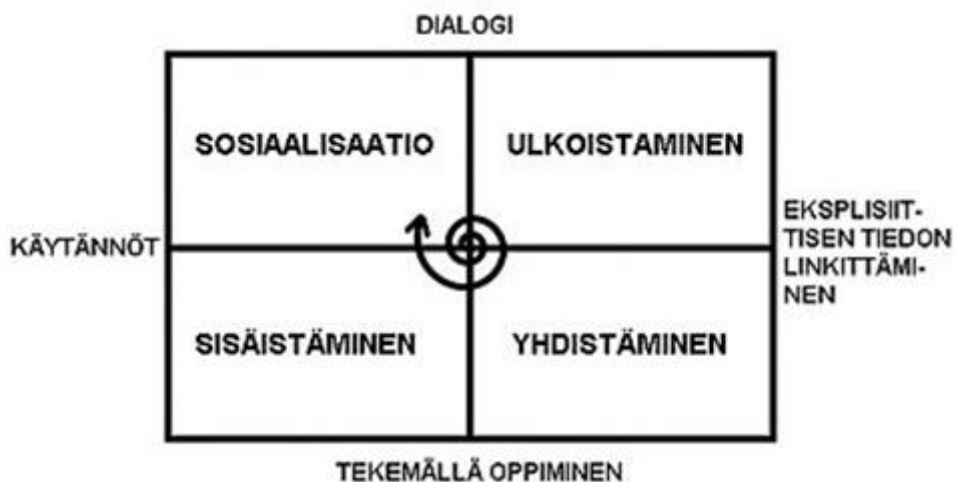 DIALOGI
SOSIAALISAATIO
ULKOISTAMINEN
KÄYTÄNNÖT
EKSPLISIIT-
TISEN TIEDON
LINKITTÄMI-
NEN
SISÄISTÄMINEN
YHDISTÄMINEN
TEKEMÄLLÄ OPPIMINEN